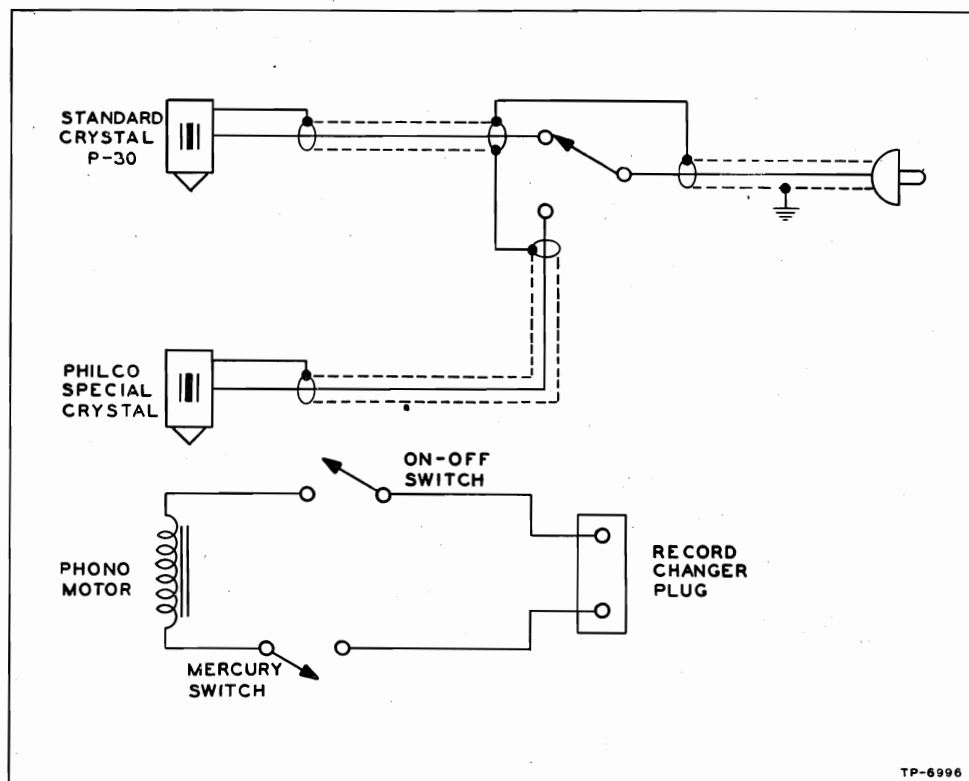 STANDARD
CRYSTAL
P-30
PHILCO
SPECIAL
CRYSTAL
ON-OFF
SWITCH
PHONO
MOTOR
RECORD
CHANGER
PLUG
MERCURY
SWITCH
TP-6996